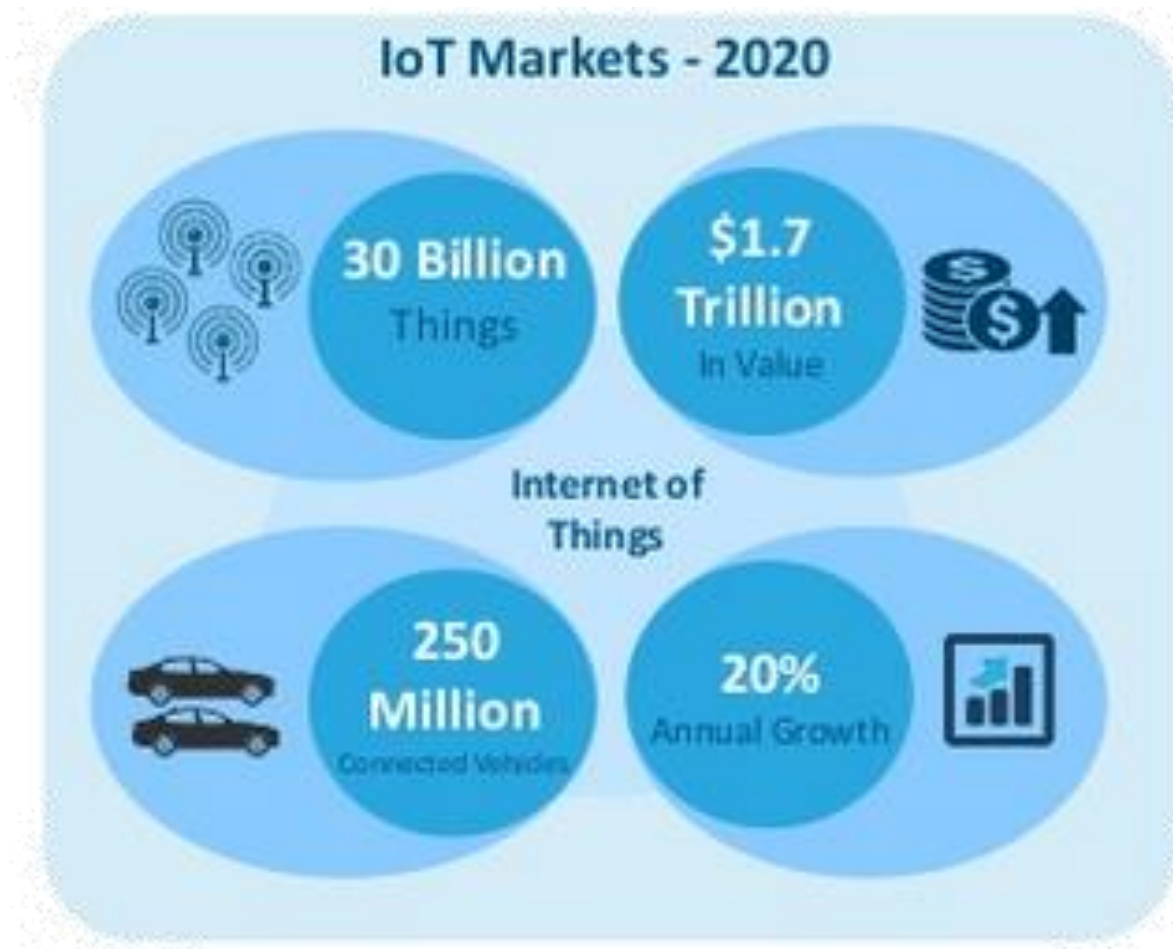 IoT Markets - 2020
30 Billion
Things
$1.7
Trillion
In Value
Internet of
Things
250
Million
Connected Vehicles
20%
Annual Growth